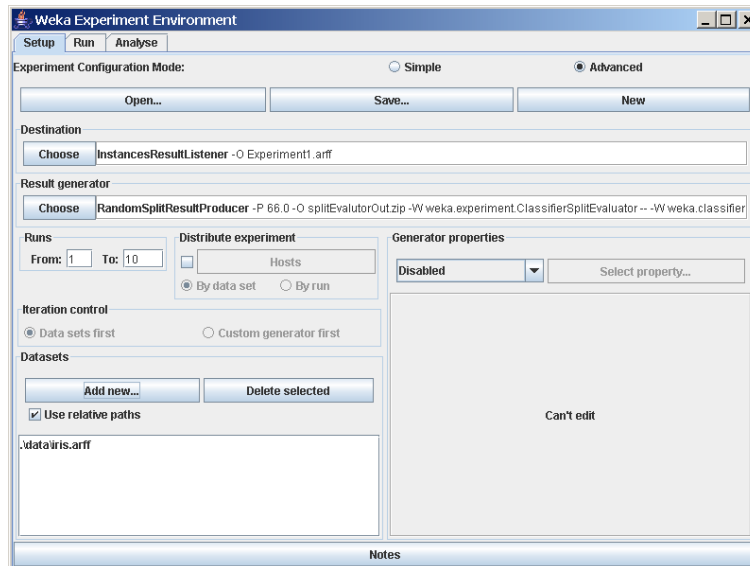 Weka Experiment Environment
Setup Run Analyse
Experiment Configuration Mode: Simple Advanced
Open... Save... New
Destination
Choose InstancesResultListener -O Experiment1.arff
Result generator
Choose RandomSplitResultProducer -P 66.0 -O splitEvalutorOut.zip -W weka.experiment.ClassifierSplitEvaluator -- -W weka.classifier
Runs Distribute experiment Generator properties
From: 1 To: 10 Hosts Disabled Select property...
By data set By run
Iteration control
Data sets first Custom generator first
Datasets
Add new... Delete selected
Use relative paths Can't edit
.\data\iris.arff
Notes